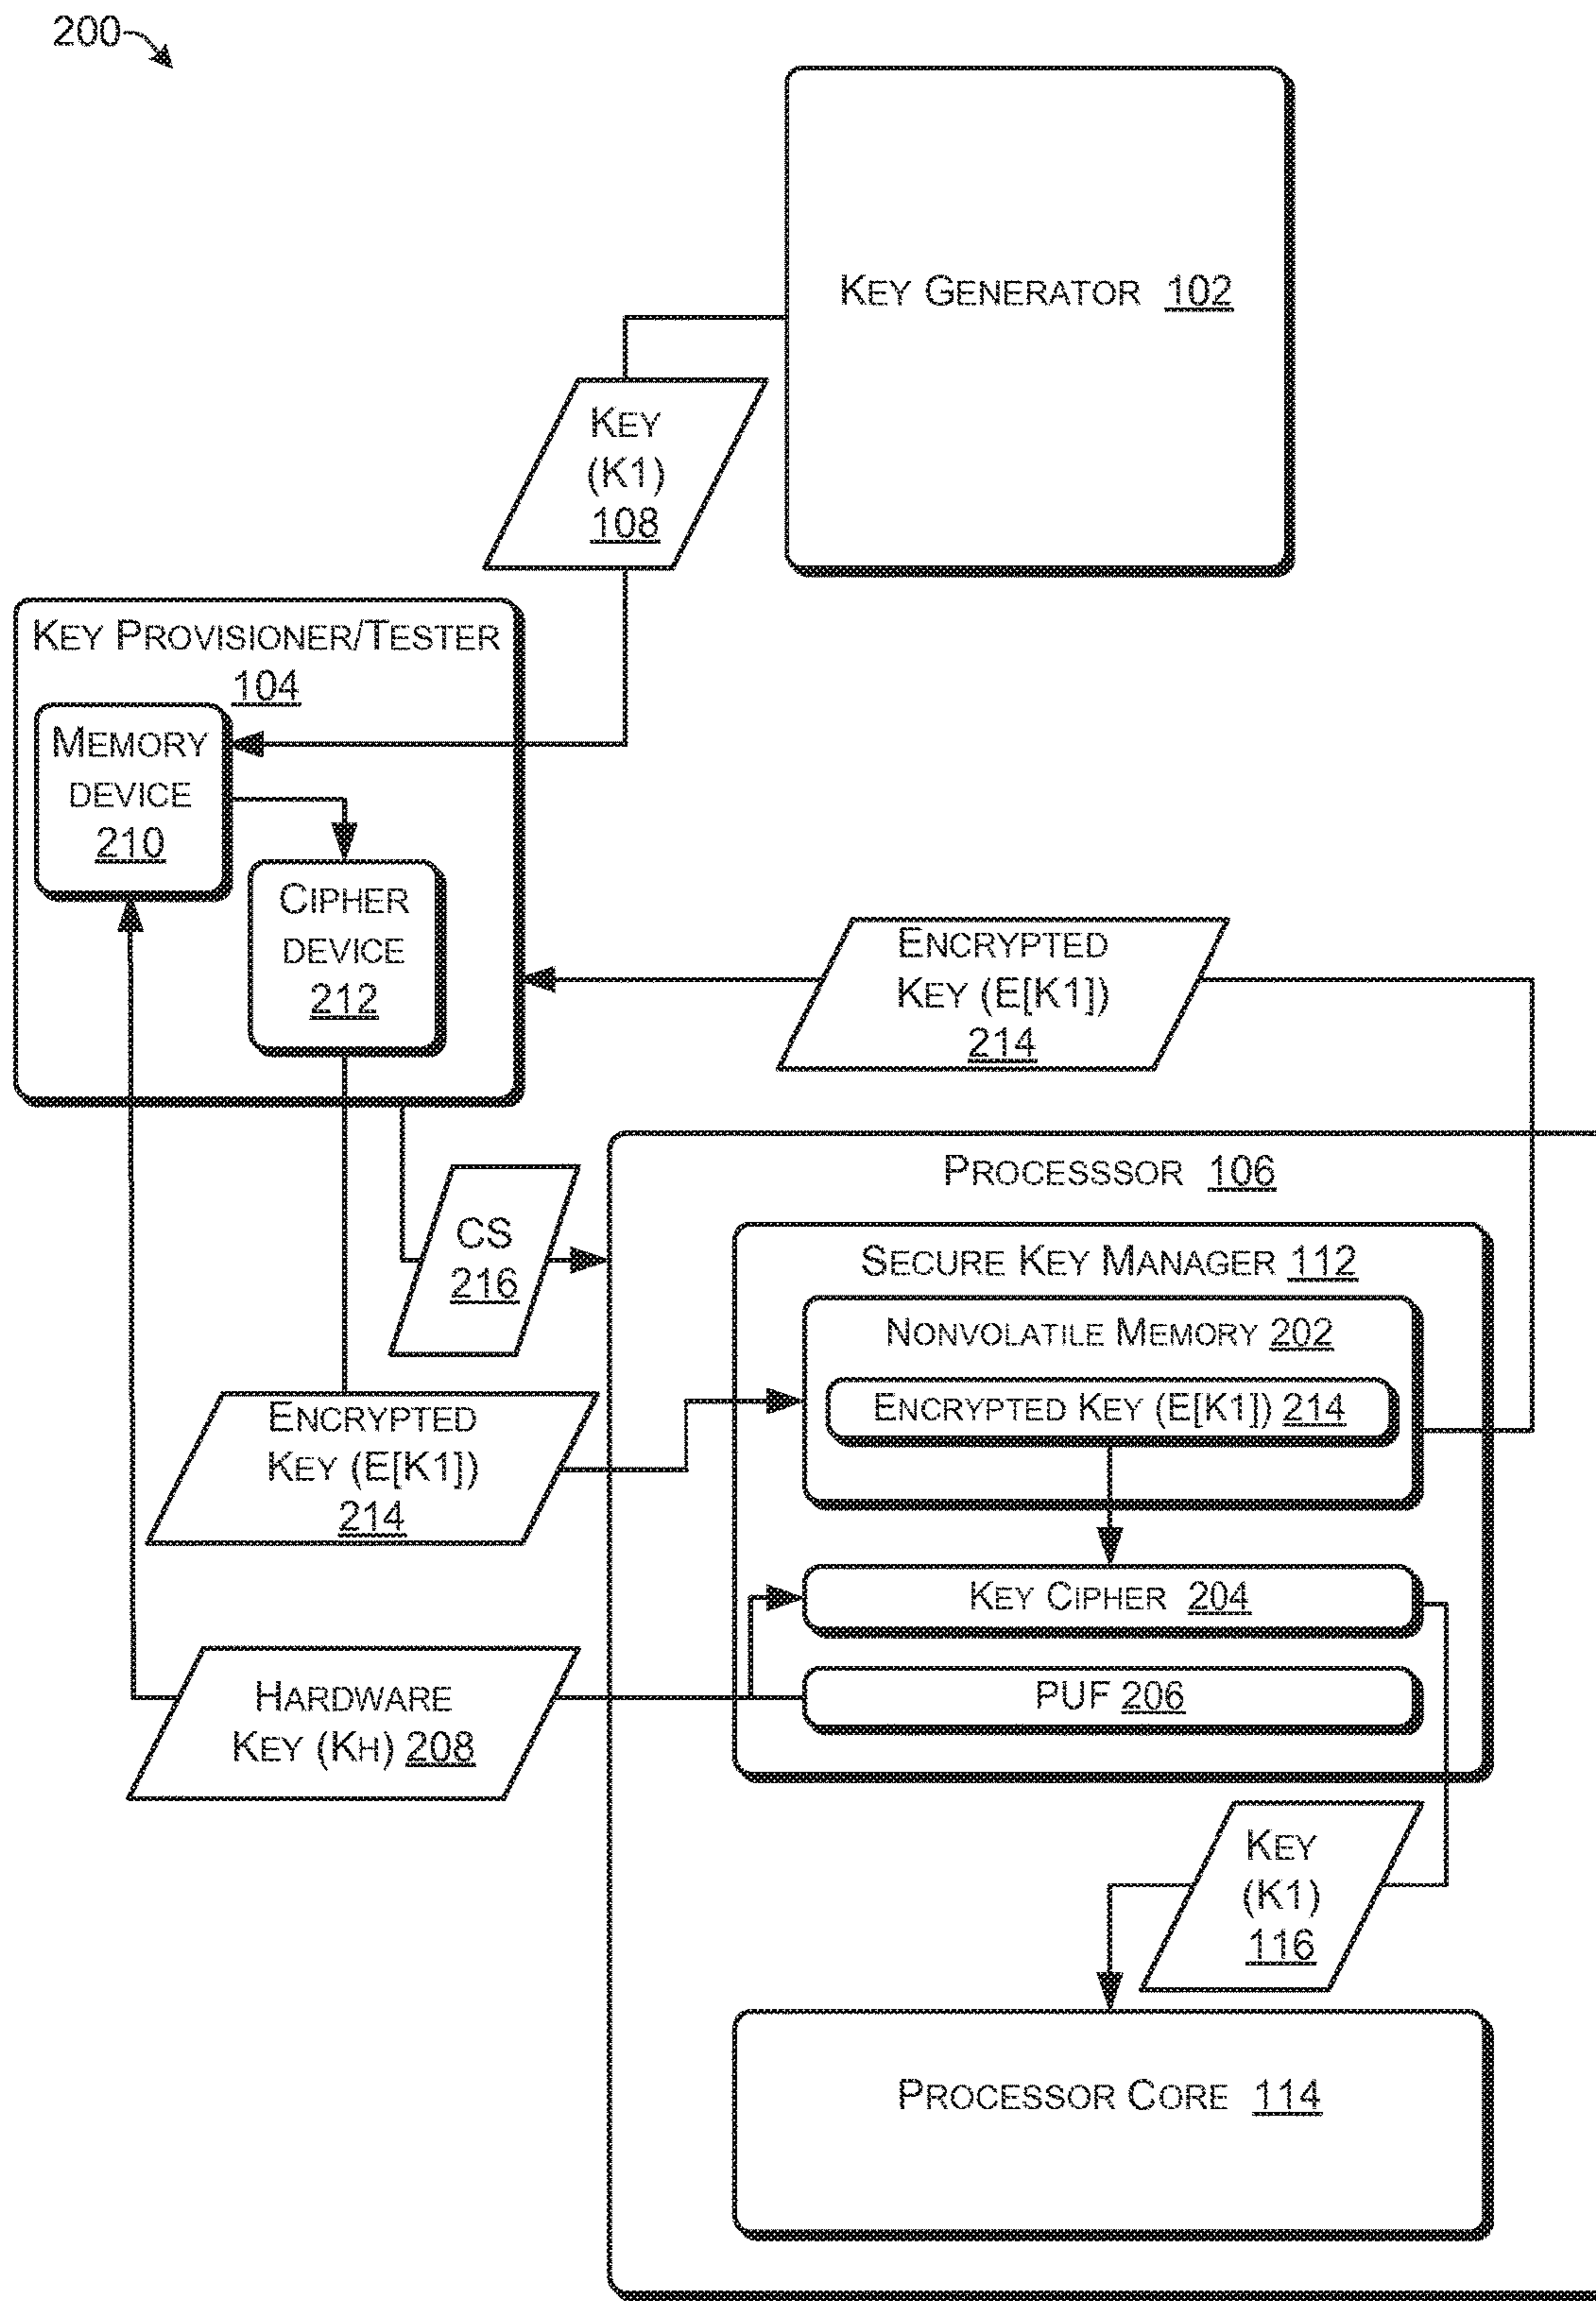 200
KEY GENERATOR 102
KEY
(K1)
108
KEY PROVISIONER/TESTER
104
MEMORY
DEVICE
210
CIPHER
DEVICE
212
ENCRYPTED
KEY (E[K1])
214
PROCESSSOR 106
CS
216
SECURE KEY MANAGER 112
NONVOLATILE MEMORY 202
ENCRYPTED KEY (E[K1]) 214
ENCRYPTED
KEY (E[K1])
214
KEY CIPHER 204
HARDWARE
KEY (KH) 208
PUF 206
KEY
(K1)
116
PROCESSOR CORE 114